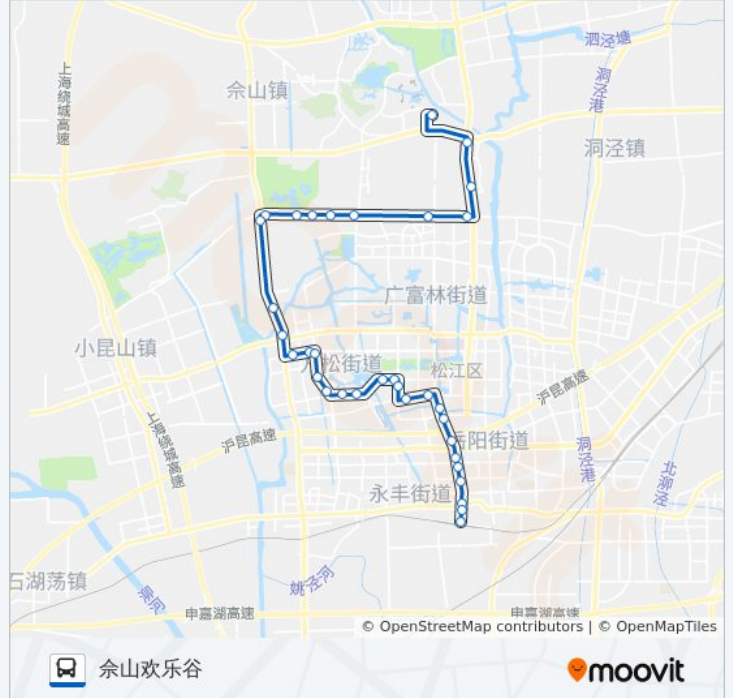 泗泾塘
上海绕城高速
佘山镇
洞泾港
洞泾镇
广富林街道
小昆山镇
松街道
松江区
沪昆高速
上海绕城高速
沪昆高速
岳阳街道
洞泾港
北泖泾
永丰街道
石湖荡镇
姚泾河
申嘉湖高速
申嘉湖高速
© OpenStreetMap contributors | © OpenMapTiles
佘山欢乐谷
moovit